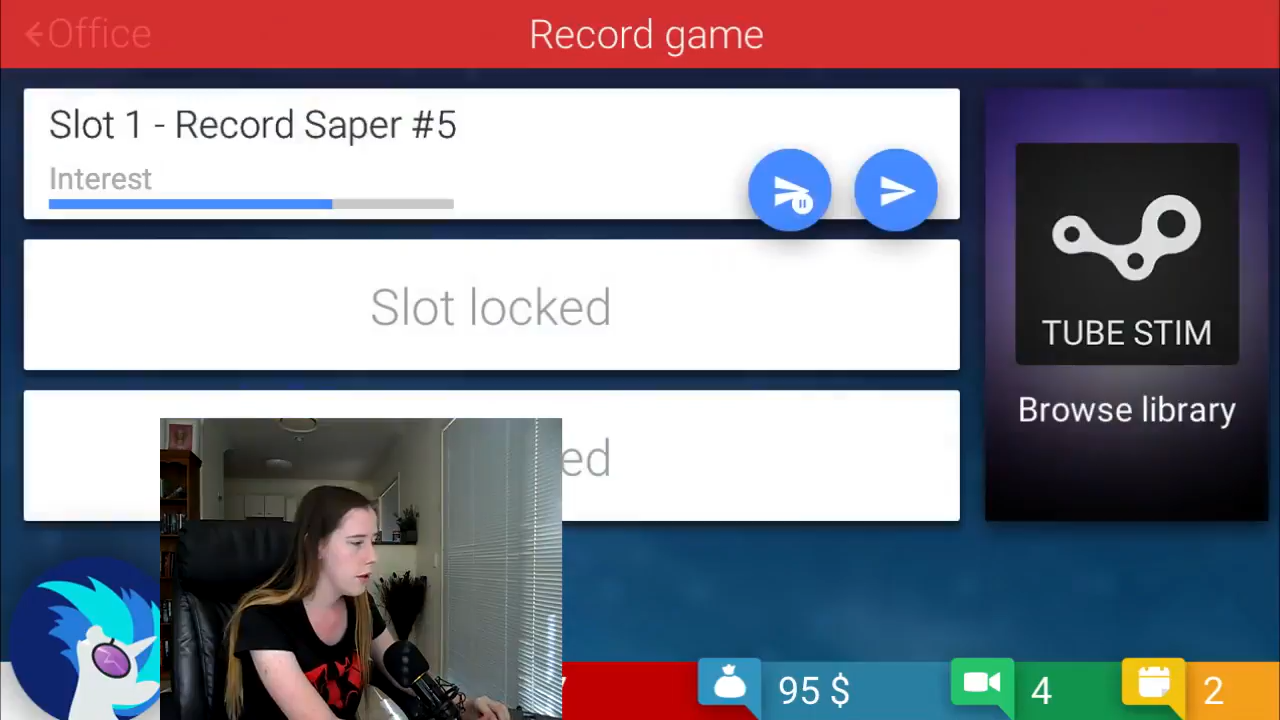 Office
Record game
Slot 1 - Record Saper #5
Interest
Slot locked
ed
TUBE STIM
Browse library
95 $
4
2